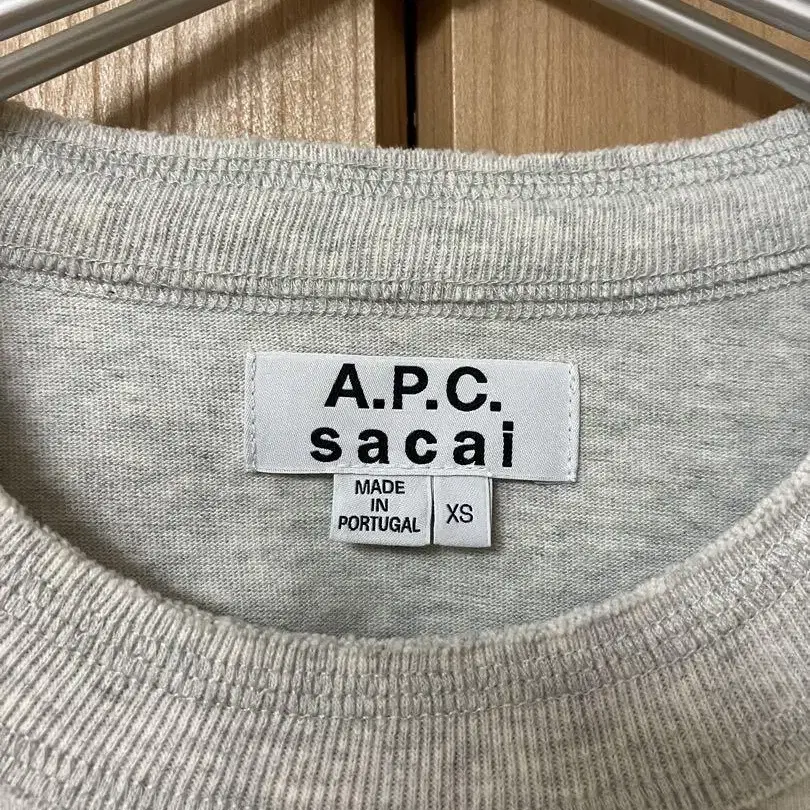 A.P.C.
sacai
MADE
IN
PORTUGAL
XS